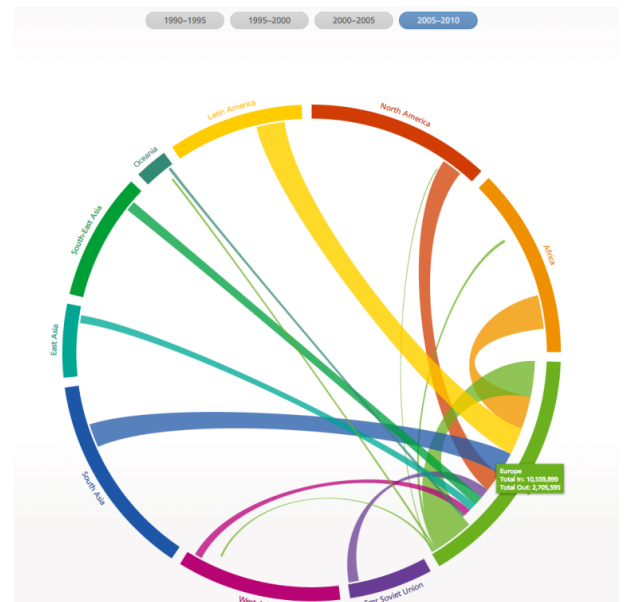 1990–1995
1995–2000
2000–2005
2005–2010
Latin America
North America
Oceania
South-East Asia
Africa
East Asia
Europe
Total In: 10,559,899
Total Out: 2,705,595
South Asia
Soviet Union